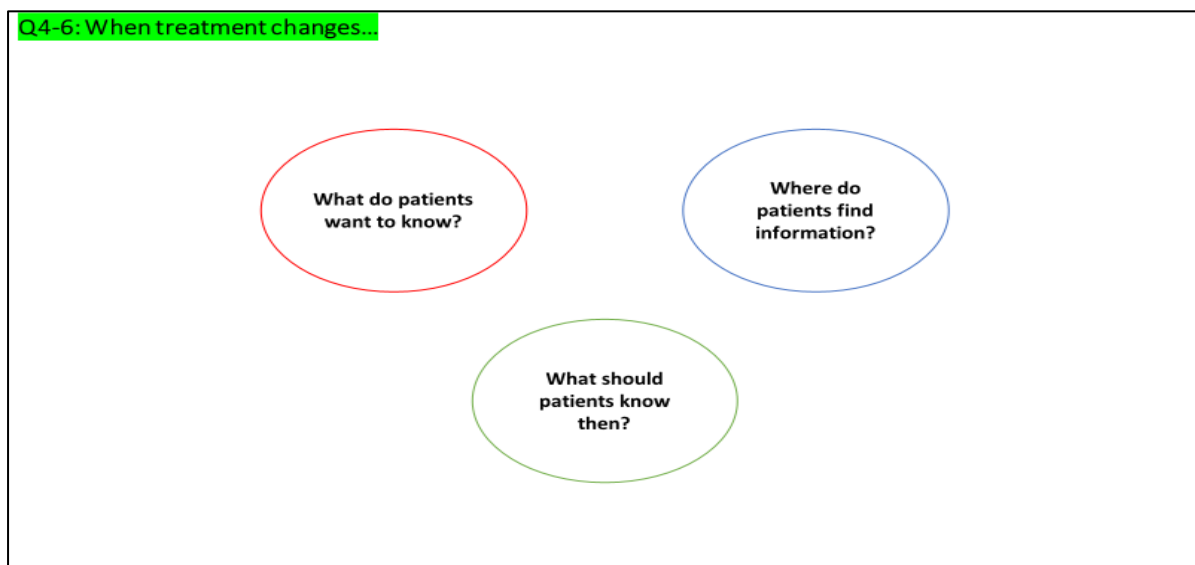 Q4-6: When treatment changes...
What do patients
want to know?
Where do
patients find
information?
What should
patients know
then?